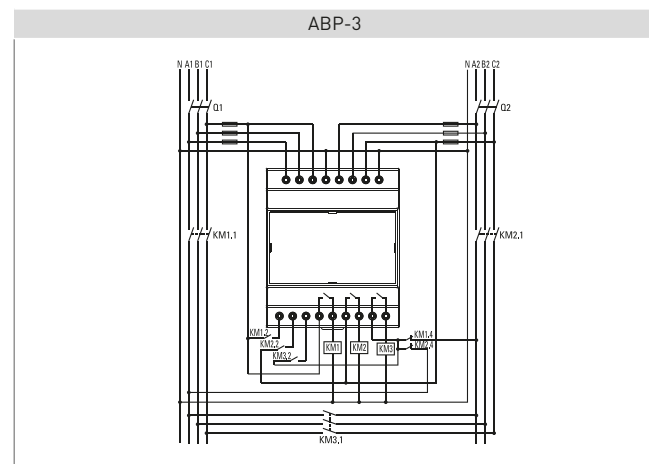 АВР-3
N A1 B1 C1
N A2 B2 C2
Q1
Q2
KM1.1
KM2.1
KM1.2
KM2.2
KM3.2
KM1
KM2
KM3
KM1.4
KM2.4
KM3.1